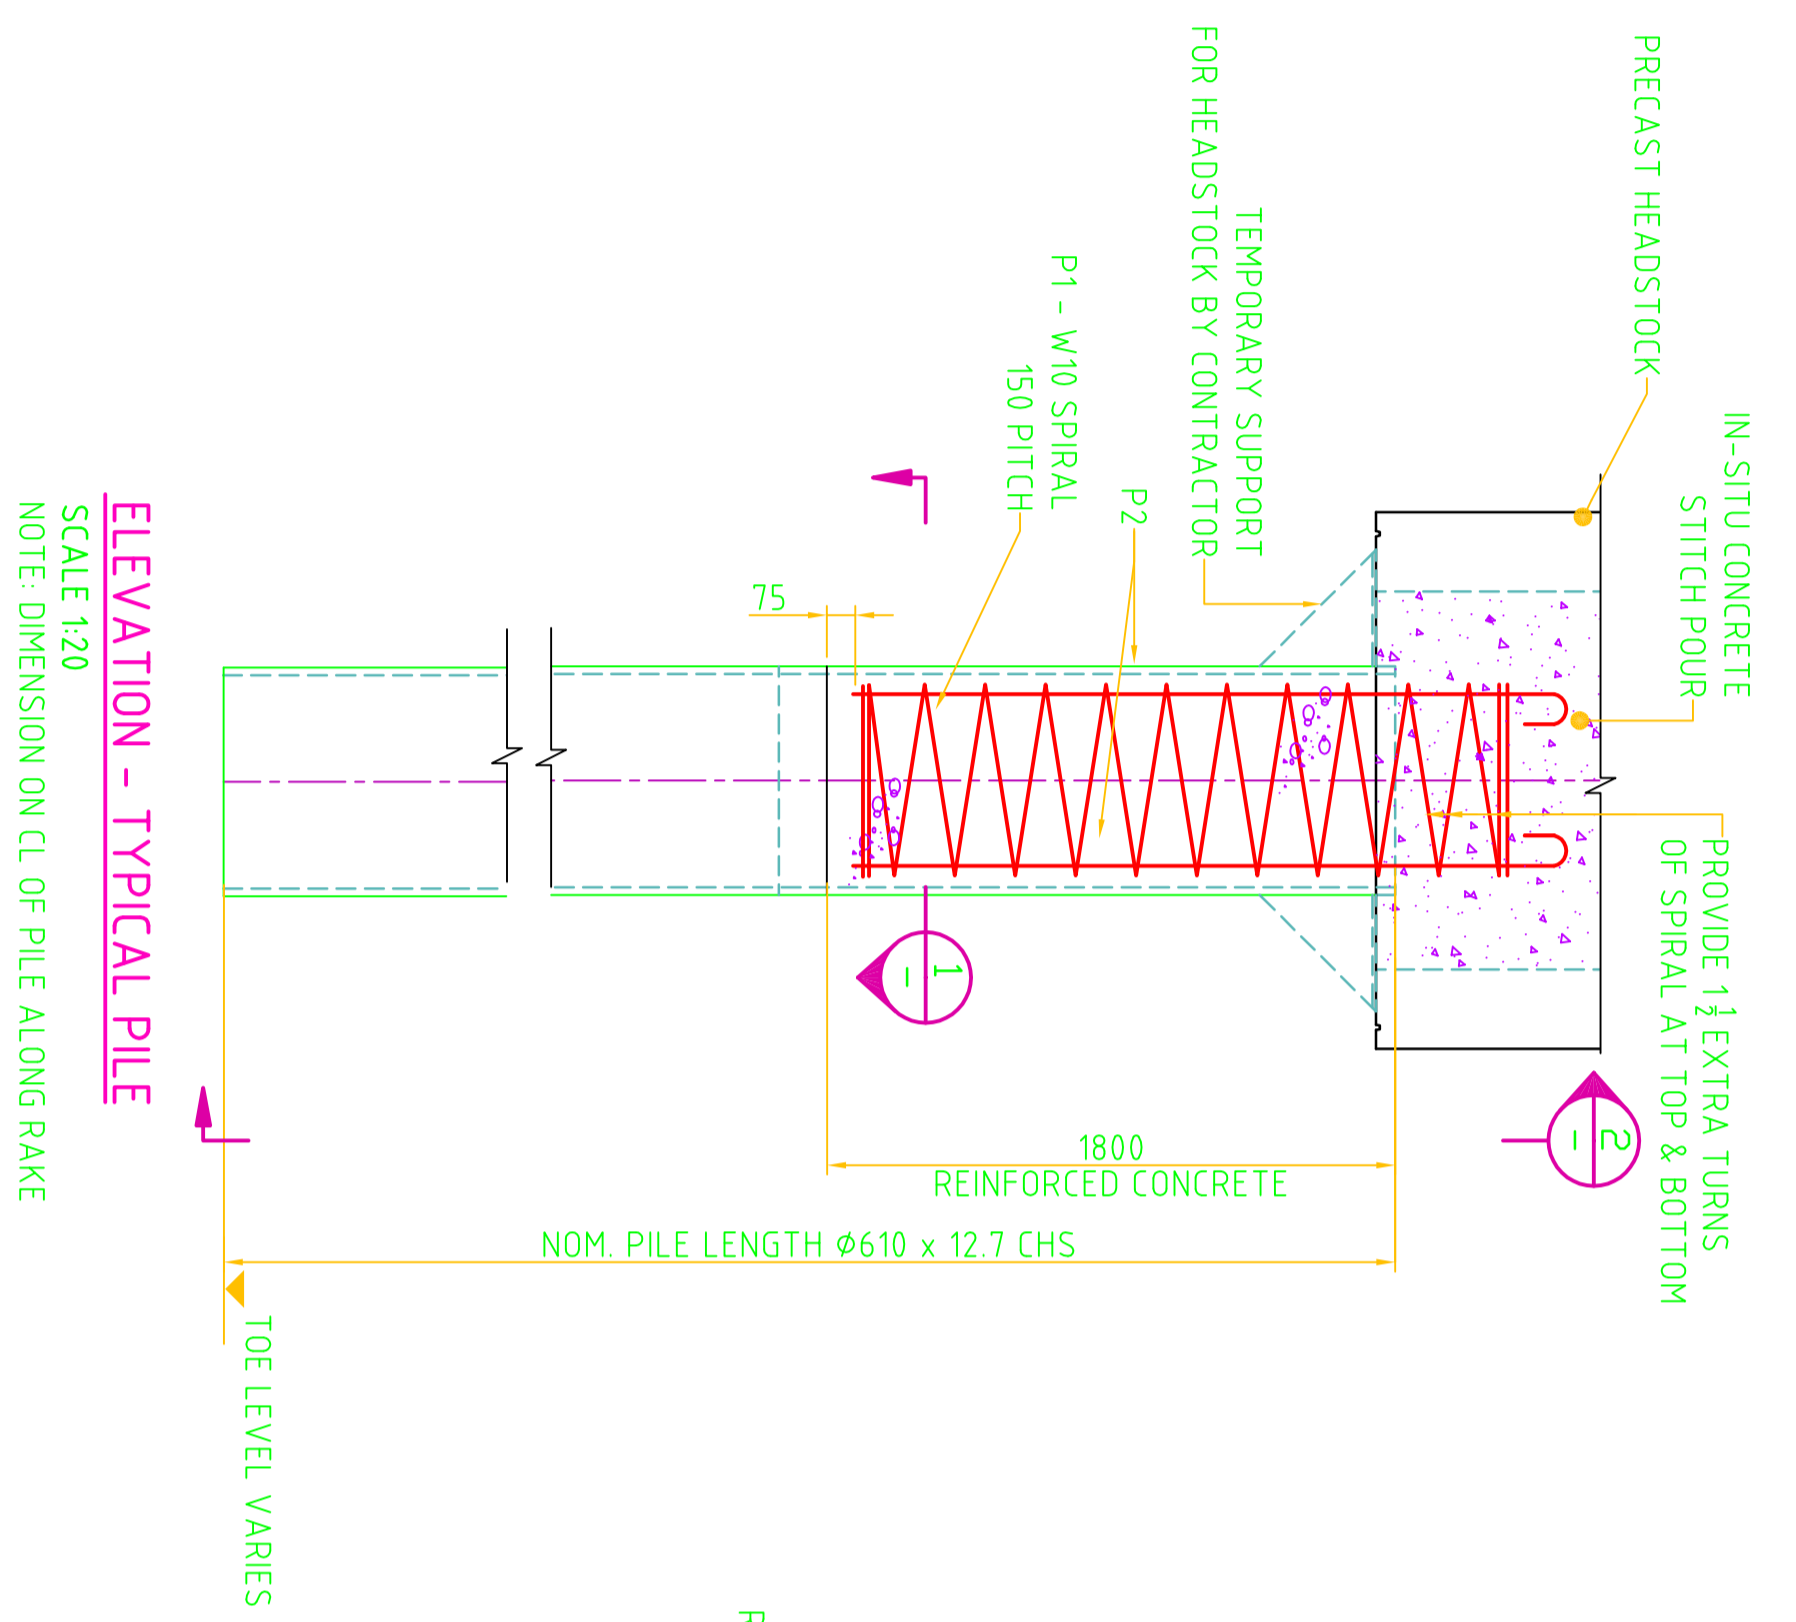 IN-SITU CONCRETE
STITCH POUR
PRECAST HEADSTOCK
PROVIDE 1½ EXTRA TURNS
OF SPIRAL AT TOP & BOTTOM
2
-
TEMPORARY SUPPORT
FOR HEADSTOCK BY CONTRACTOR
P2
P1 - W10 SPIRAL
150 PITCH
1800
REINFORCED CONCRETE
75
1
-
NOM. PILE LENGTH Ø610 x 12.7 CHS
TOE LEVEL VARIES
ELEVATION - TYPICAL PILE
SCALE 1:20
NOTE: DIMENSION ON CL OF PILE ALONG RAKE